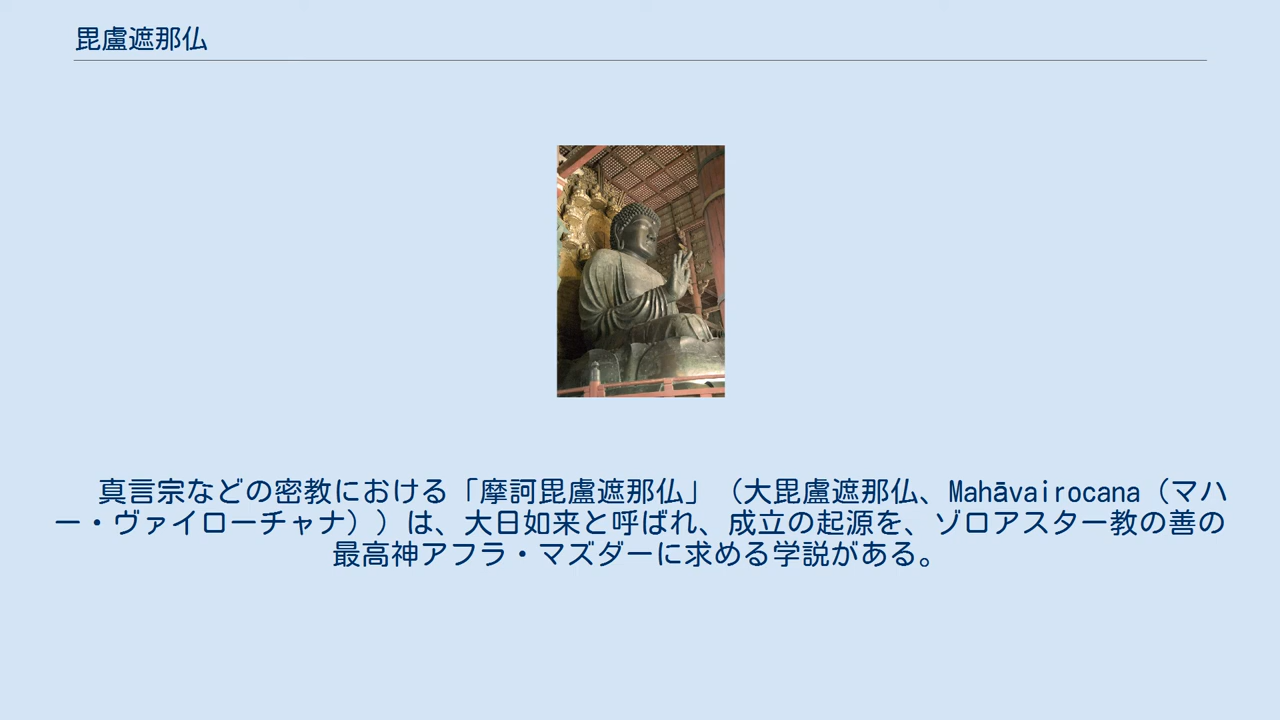 毘盧遮那仏
真言宗などの密教における「摩訶毘盧遮那仏」（大毘盧遮那仏、Mahāvairocana（マハ
ー・ヴァイローチャナ））は、大日如来と呼ばれ、成立の起源を、ゾロアスター教の善の
最高神アフラ・マズダーに求める学説がある。